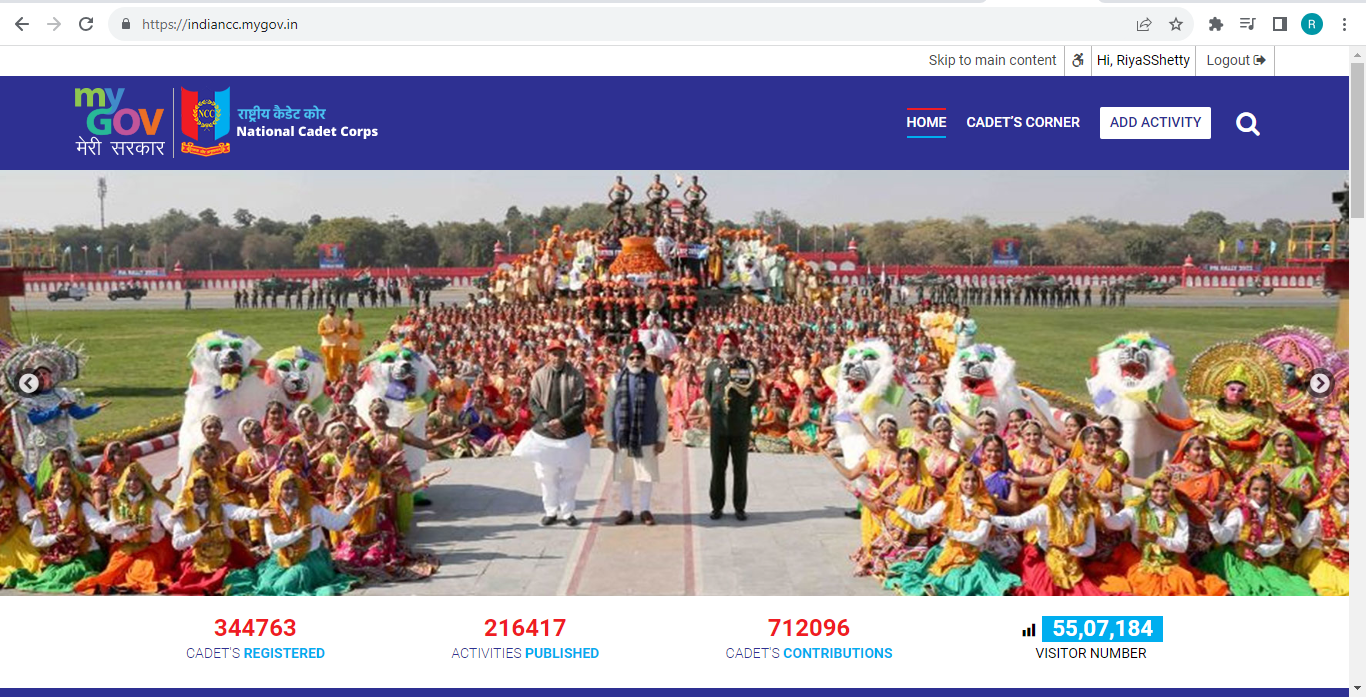 https://indiancc.mygov.in
R
Skip to main content
Hi, RiyaSShetty
Logout
my
GOV
मेरी सरकार
NCC
राष्ट्रीय कैडेट कोर
National Cadet Corps
HOME
CADET'S CORNER
ADD ACTIVITY
344763
CADET'S REGISTERED
216417
ACTIVITIES PUBLISHED
712096
CADET'S CONTRIBUTIONS
55,07,184
VISITOR NUMBER